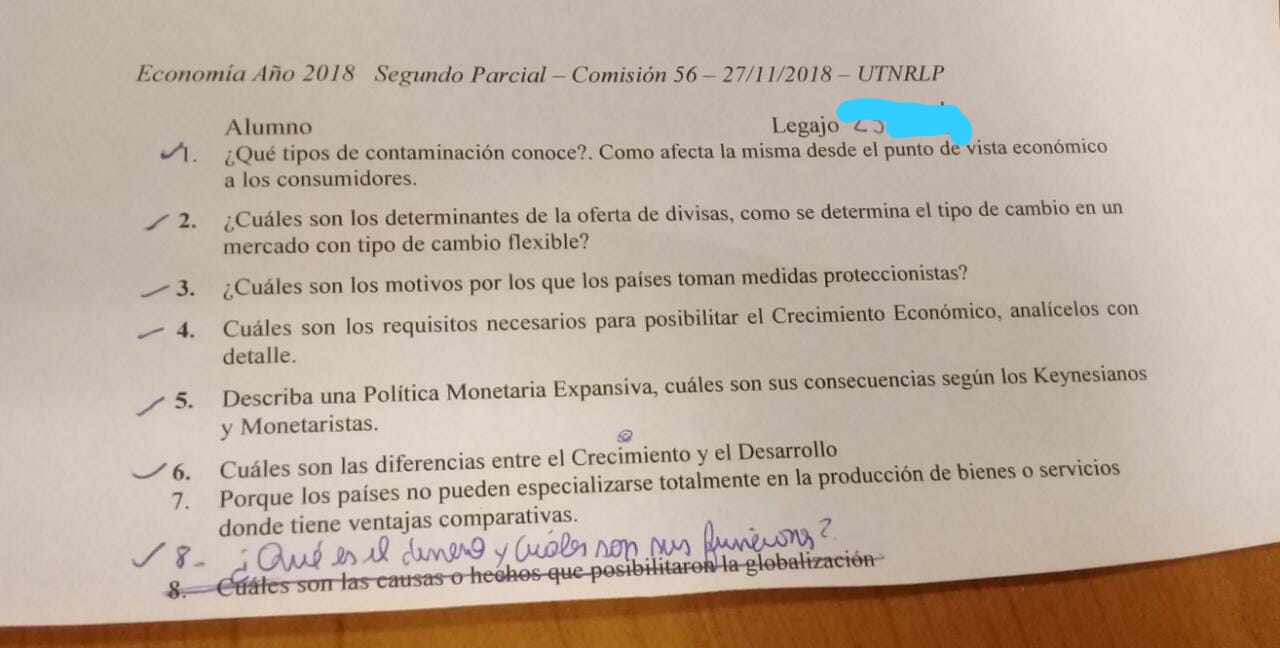 Economía Año 2018 Segundo Parcial – Comisión 56 – 27/11/2018 – UTNRLP
Alumno Legajo
1. ¿Qué tipos de contaminación conoce?. Como afecta la misma desde el punto de vista económico
a los consumidores.
2. ¿Cuáles son los determinantes de la oferta de divisas, como se determina el tipo de cambio en un
mercado con tipo de cambio flexible?
3. ¿Cuáles son los motivos por los que los países toman medidas proteccionistas?
4. Cuáles son los requisitos necesarios para posibilitar el Crecimiento Económico, analícelos con
detalle.
5. Describa una Política Monetaria Expansiva, cuáles son sus consecuencias según los Keynesianos
y Monetaristas.
6. Cuáles son las diferencias entre el Crecimiento y el Desarrollo
7. Porque los países no pueden especializarse totalmente en la producción de bienes o servicios
donde tiene ventajas comparativas.
8- ¿Qué es el dinero y cuáles son sus funciones?
8. Cuáles son las causas o hechos que posibilitaron la globalización